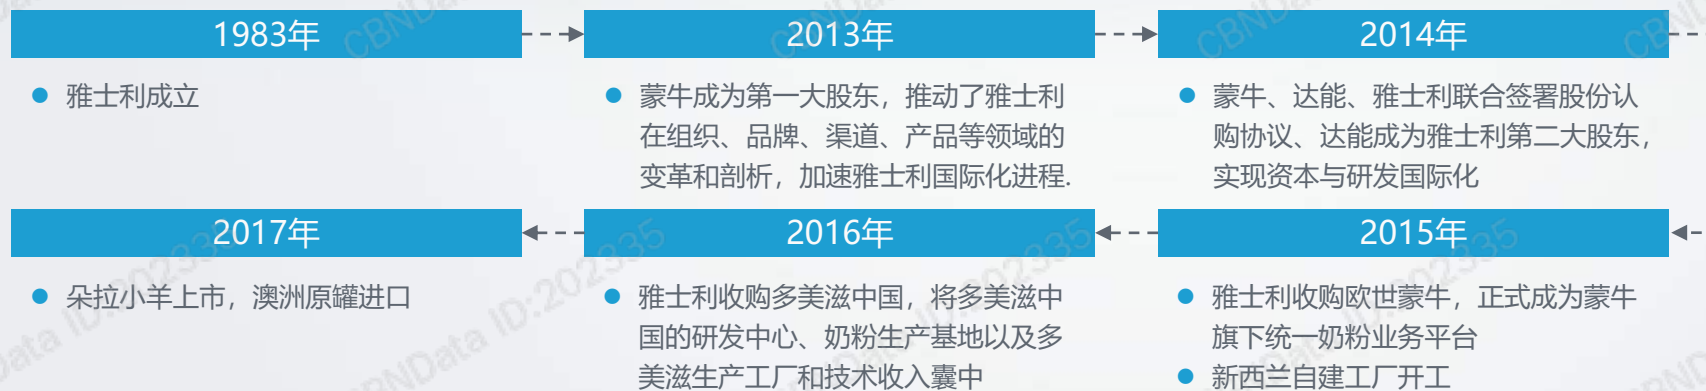 1983年
雅士利成立
2013年
蒙牛成为第一大股东，推动了雅士利
在组织、品牌、渠道、产品等领域的
变革和剖析，加速雅士利国际化进程.
2014年
蒙牛、达能、雅士利联合签署股份认
购协议、达能成为雅士利第二大股东，
实现资本与研发国际化
2015年
雅士利收购欧世蒙牛，正式成为蒙牛
旗下统一奶粉业务平台
新西兰自建工厂开工
2016年
雅士利收购多美滋中国，将多美滋中
国的研发中心、奶粉生产基地以及多
美滋生产工厂和技术收入囊中
2017年
朵拉小羊上市，澳洲原罐进口
CBNData ID:202335